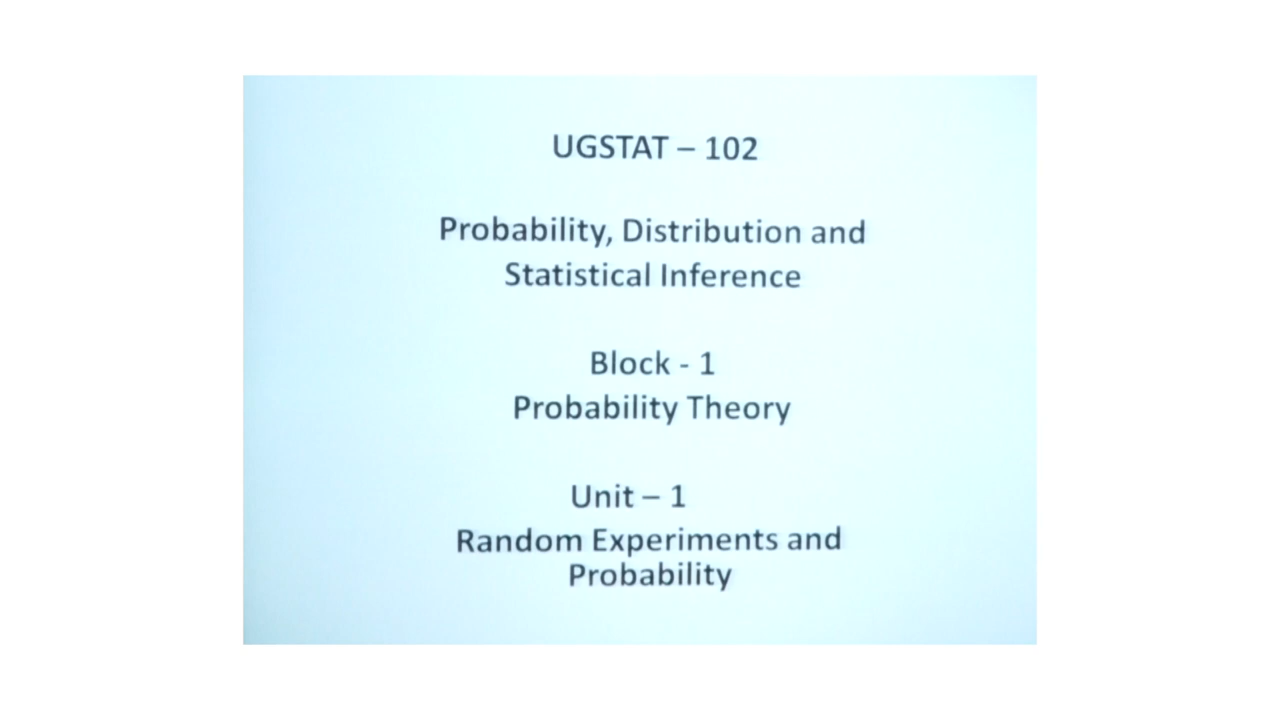 UGSTAT – 102
Probability, Distribution and
Statistical Inference
Block - 1
Probability Theory
Unit – 1
Random Experiments and
Probability